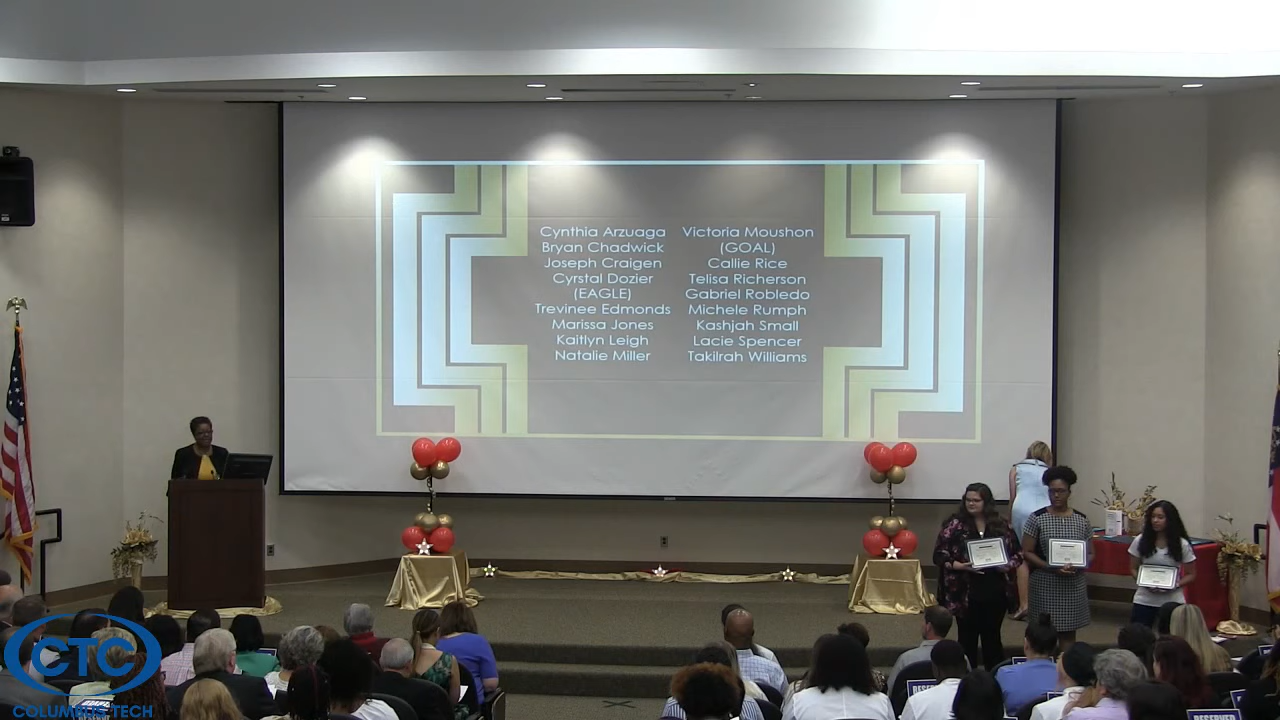 Cynthia Arzuaga
Bryan Chadwick
Joseph Craigen
Cyrstal Dozier
(EAGLE)
Trevinee Edmonds
Marissa Jones
Kaitlyn Leigh
Natalie Miller
Victoria Moushon
(GOAL)
Callie Rice
Telisa Richerson
Gabriel Robledo
Michele Rumph
Kashjah Small
Lacie Spencer
Takilrah Williams
CTC
COLUMBUS TECH